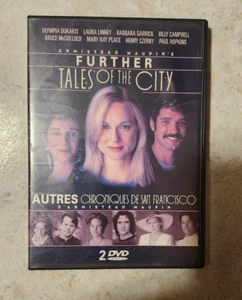 OLYMPIA DUKAKIS LAURA LINNEY BARBARA GARRICK BILLY CAMPBELL
BRUCE McCULLOCH MARY KAY PLACE HENRY CZERNY PAUL HOPKINS
ARMISTEAD MAUPIN'S
FURTHER
TALES OF THE CITY
AUTRES CHRONIQUES DE SAN FRANCISCO
D'ARMISTEAD MAUPIN
2 DVD